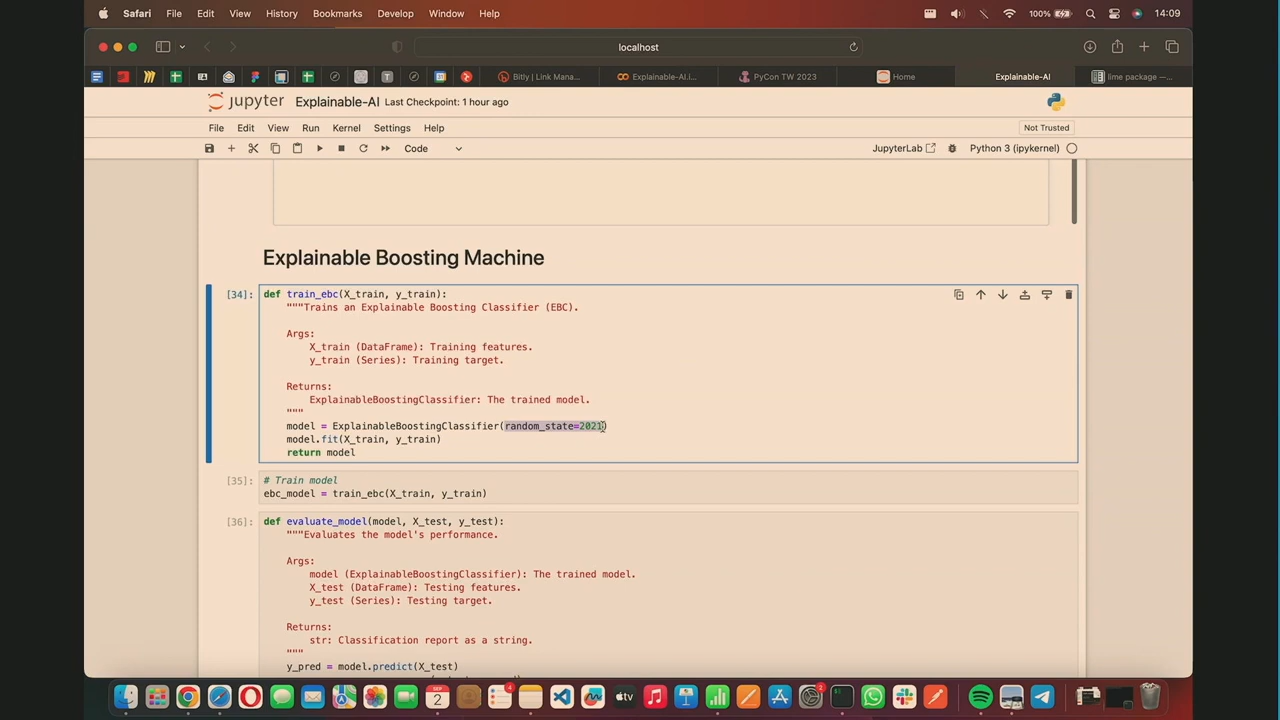 Safari File Edit View History Bookmarks Develop Window Help 100% 14:09
localhost
Bitly | Link Mana... Explainable-AI.i... PyCon TW 2023 Home Explainable-AI lime package —...
jupyter Explainable-AI Last Checkpoint: 1 hour ago
File Edit View Run Kernel Settings Help Not Trusted
Code JupyterLab Python 3 (ipykernel)
Explainable Boosting Machine
[34]: def train_ebc(X_train, y_train):
"""Trains an Explainable Boosting Classifier (EBC).
Args:
X_train (DataFrame): Training features.
y_train (Series): Training target.
Returns:
ExplainableBoostingClassifier: The trained model.
"""
model = ExplainableBoostingClassifier(random_state=2021)
model.fit(X_train, y_train)
return model
[35]: # Train model
ebc_model = train_ebc(X_train, y_train)
[36]: def evaluate_model(model, X_test, y_test):
"""Evaluates the model's performance.
Args:
model (ExplainableBoostingClassifier): The trained model.
X_test (DataFrame): Testing features.
y_test (Series): Testing target.
Returns:
str: Classification report as a string.
"""
y_pred = model.predict(X_test)